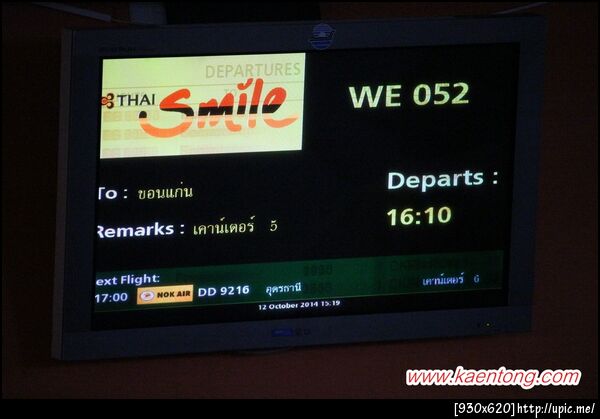 DEPARTURES
THAI Smile
WE 052
To : ขอนแก่น
Departs :
16:10
Remarks : เคาน์เตอร์ 5
ext Flight:
17:00 NOK AIR DD 9216 อุดรถานี เคาน์เตอร์ 6
12 October 2014 15:19
www.kaentong.com
[930x620] http://upic.me/